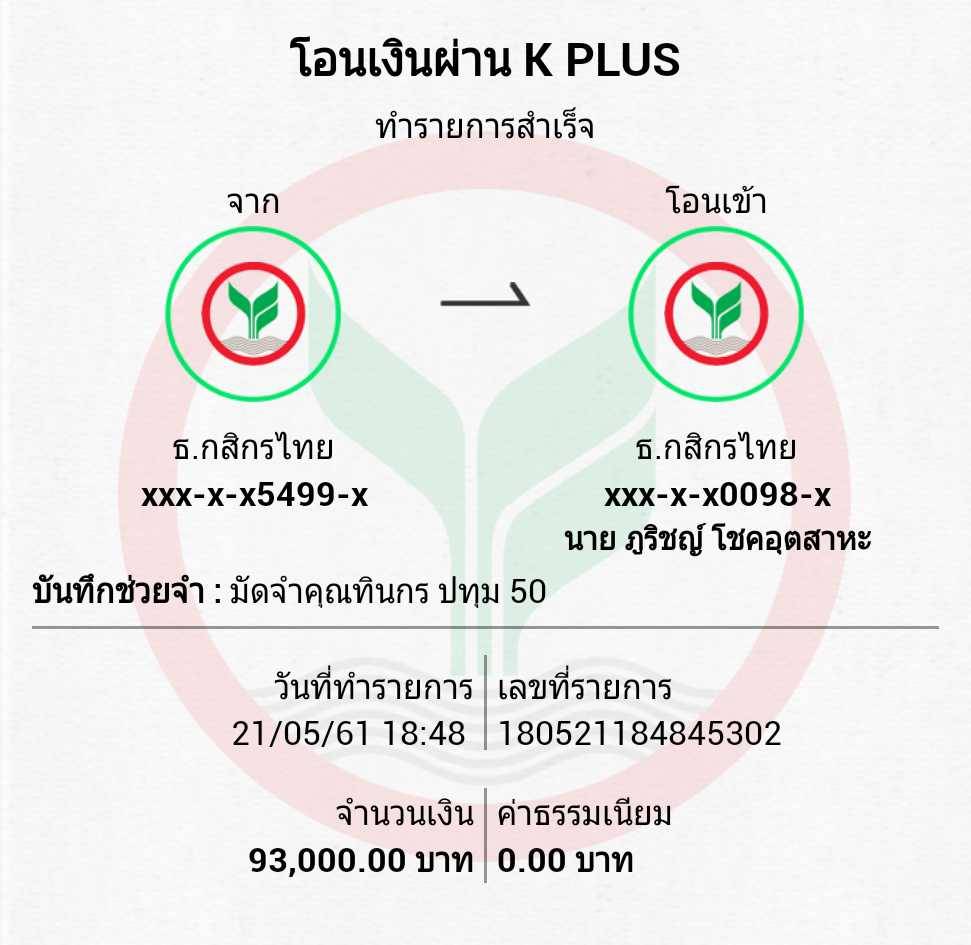 โอนเงินผ่าน K PLUS
ทำรายการสำเร็จ
จาก
โอนเข้า
ธ.กสิกรไทย
xxx-x-x5499-x
ธ.กสิกรไทย
xxx-x-x0098-x
นาย ภูริชญ์ โชคอุตสาหะ
บันทึกช่วยจำ : มัดจำคุณทินกร ปทุม 50
วันที่ทำรายการ
21/05/61 18:48
เลขที่รายการ
180521184845302
จำนวนเงิน
93,000.00 บาท
ค่าธรรมเนียม
0.00 บาท